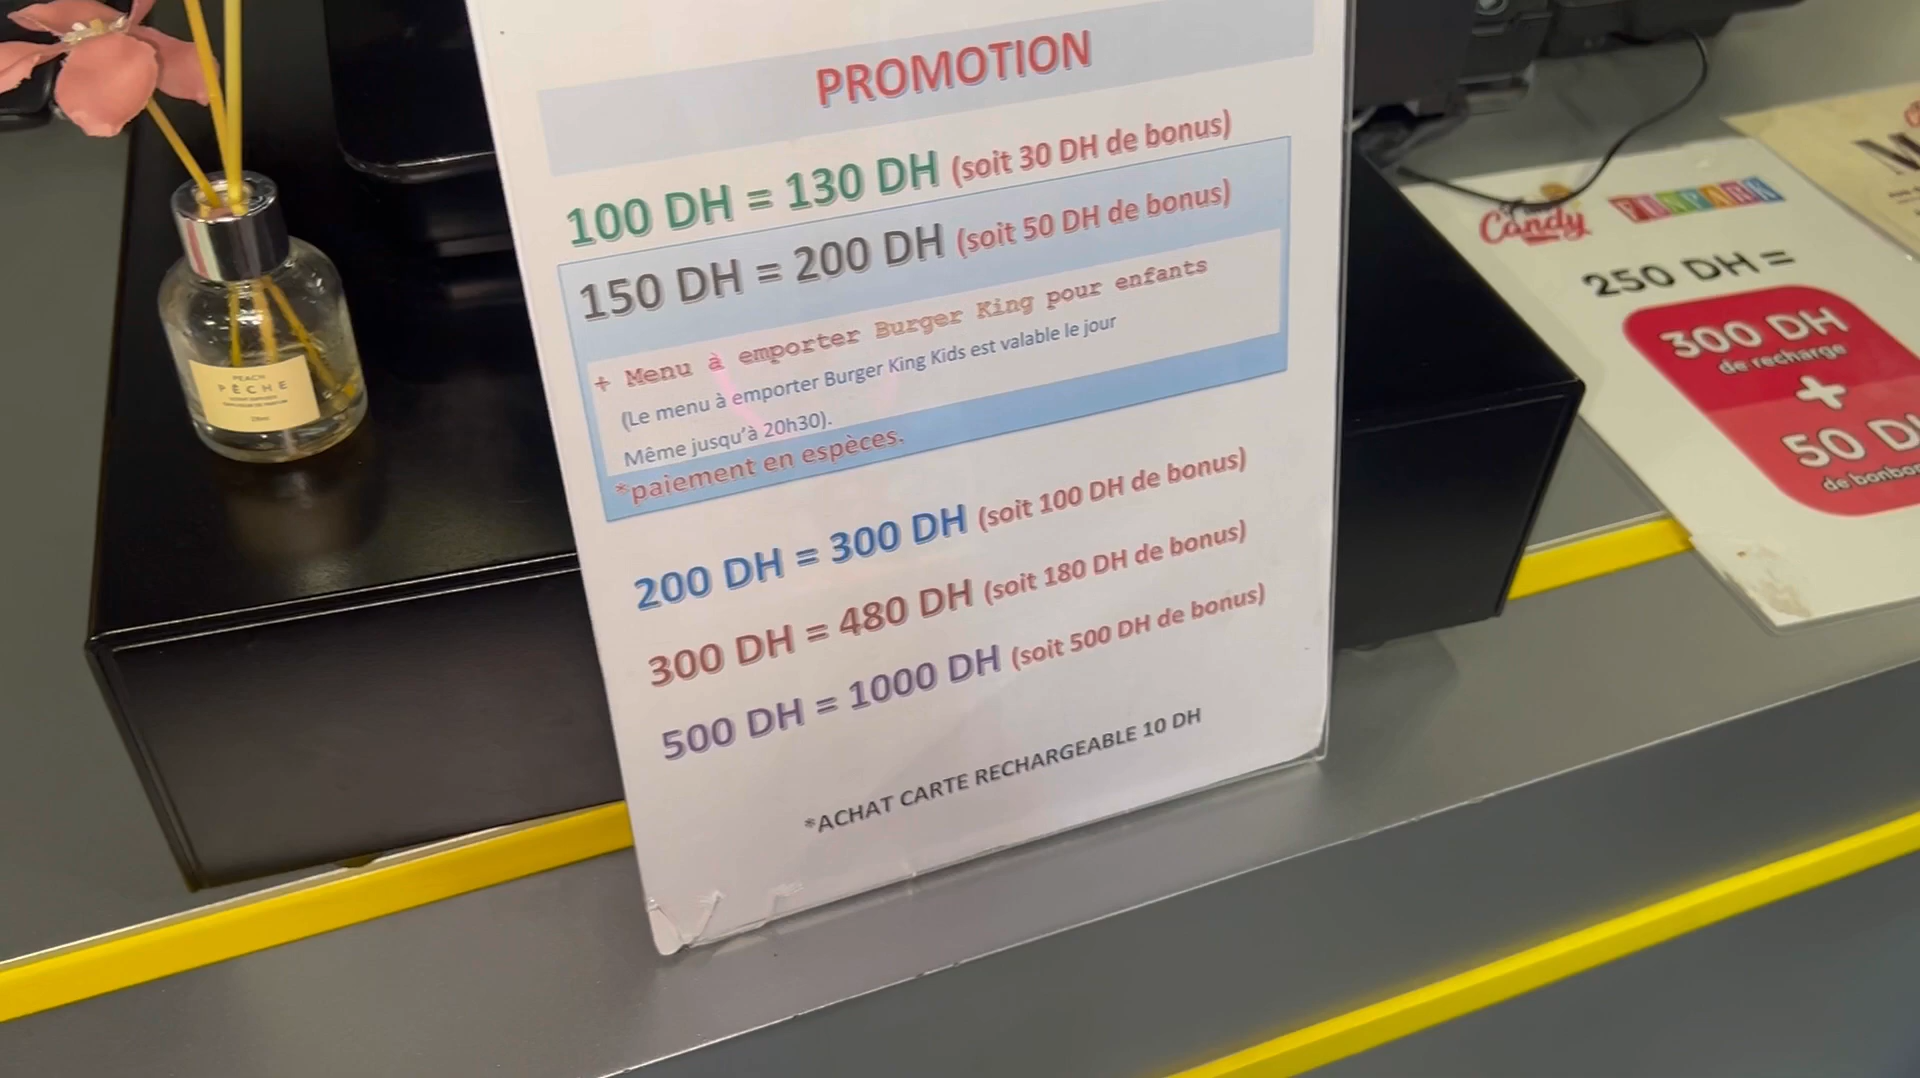 PROMOTION
100 DH = 130 DH (soit 30 DH de bonus)
150 DH = 200 DH (soit 50 DH de bonus)
+ Menu à emporter Burger King pour enfants
(Le menu à emporter Burger King Kids est valable le jour
Même jusqu'à 20h30).
*paiement en espèces.
200 DH = 300 DH (soit 100 DH de bonus)
300 DH = 480 DH (soit 180 DH de bonus)
500 DH = 1000 DH (soit 500 DH de bonus)
*ACHAT CARTE RECHARGEABLE 10 DH
PEACH
PÊCHE
Candy
FUNPARK
250 DH =
300 DH
de recharge
+
50
de